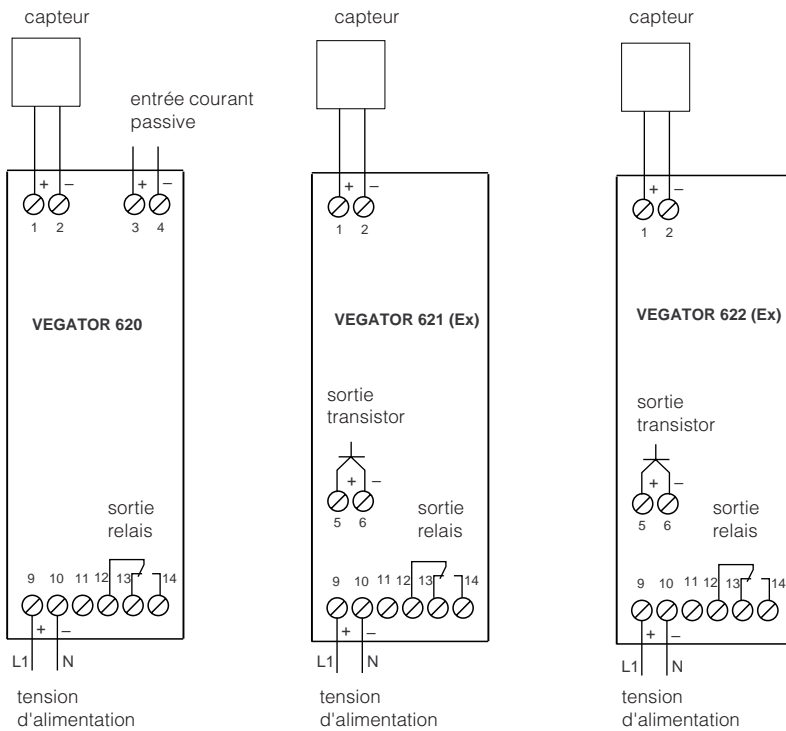 capteur
entrée courant
passive
+ –
+ –
1 2
3 4
VEGATOR 620
sortie
relais
9 10 11 12 13 14
+ –
L1 N
tension
d'alimentation
capteur
+ –
1 2
VEGATOR 621 (Ex)
sortie
transistor
+ –
5 6
sortie
relais
9 10 11 12 13 14
+ –
L1 N
tension
d'alimentation
capteur
+ –
1 2
VEGATOR 622 (Ex)
sortie
transistor
+ –
5 6
sortie
relais
9 10 11 12 13 14
+ –
L1 N
tension
d'alimentation